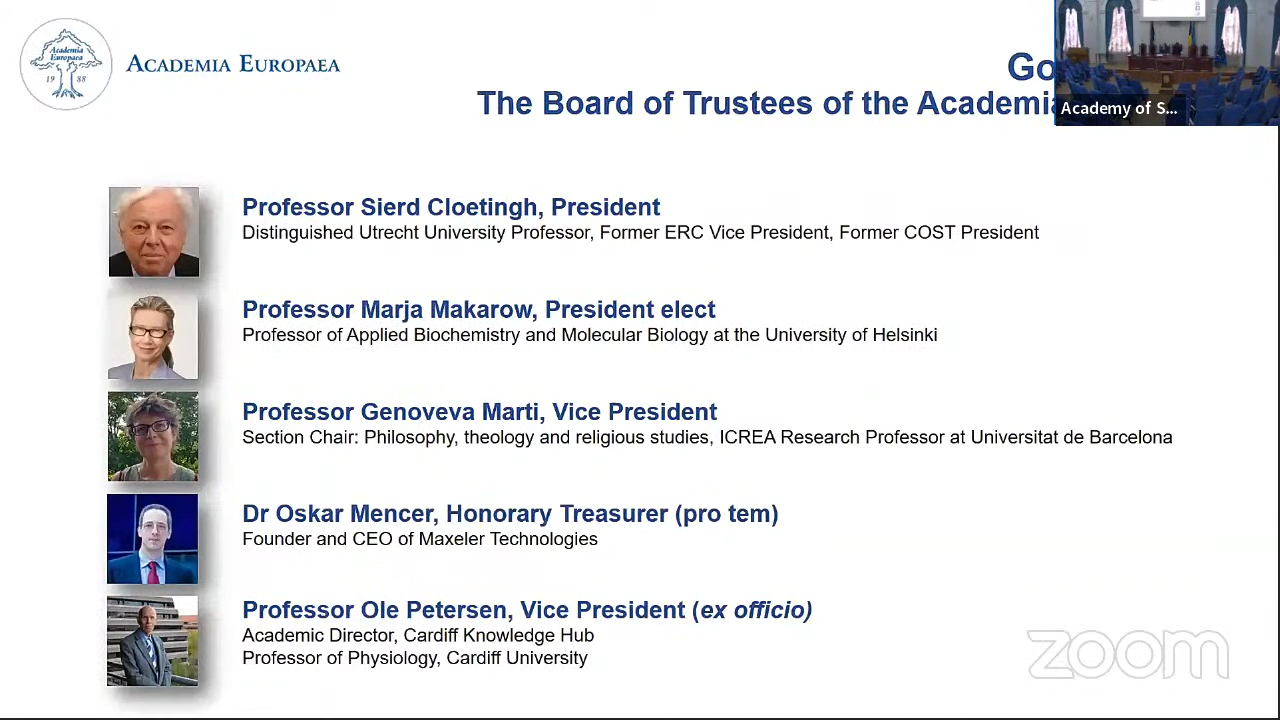 Academia
Europaea
19 88
ACADEMIA EUROPAEA
Go
The Board of Trustees of the Academia
Academy of S...
Professor Sierd Cloetingh, President
Distinguished Utrecht University Professor, Former ERC Vice President, Former COST President
Professor Marja Makarow, President elect
Professor of Applied Biochemistry and Molecular Biology at the University of Helsinki
Professor Genoveva Marti, Vice President
Section Chair: Philosophy, theology and religious studies, ICREA Research Professor at Universitat de Barcelona
Dr Oskar Mencer, Honorary Treasurer (pro tem)
Founder and CEO of Maxeler Technologies
Professor Ole Petersen, Vice President (ex officio)
Academic Director, Cardiff Knowledge Hub
Professor of Physiology, Cardiff University
zoom